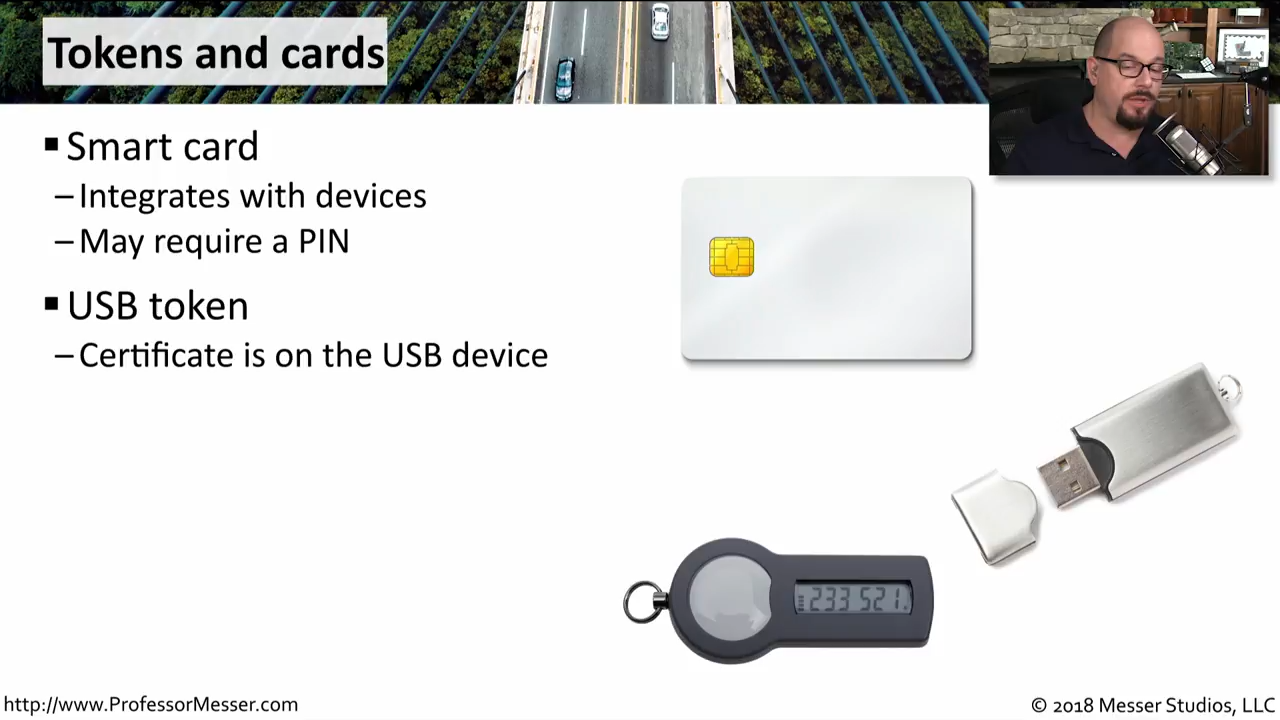 Tokens and cards
▪ Smart card
– Integrates with devices
– May require a PIN
▪ USB token
– Certificate is on the USB device
233 521
http://www.ProfessorMesser.com
© 2018 Messer Studios, LLC